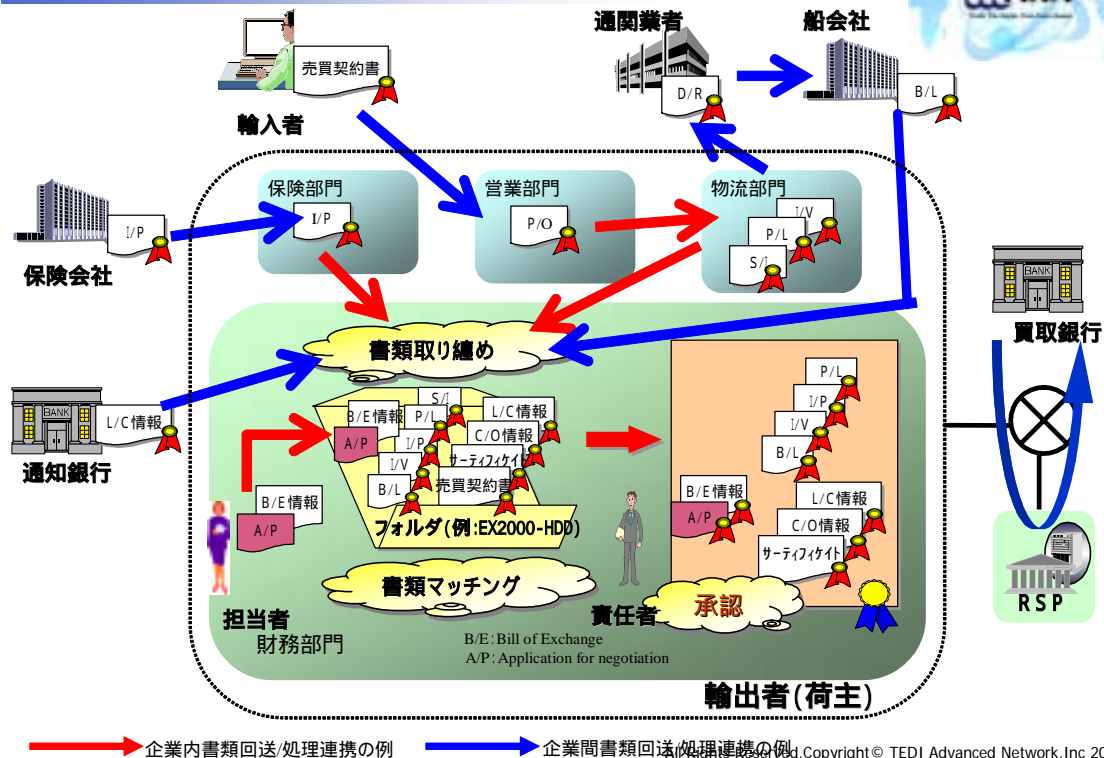 通関業者
船会社
売買契約書
D/R
B/L
輸入者
保険部門
営業部門
物流部門
I/P
I/P
P/O
I/V
P/L
S/I
保険会社
BANK
買取銀行
書類取り纏め
P/L
S/I
L/C情報
B/E情報
P/L
I/P
BANK
L/C情報
A/P
C/O情報
I/P
I/V
サーティフィケイト
I/V
B/L
通知銀行
B/L
売買契約書
B/E情報
L/C情報
B/E情報
A/P
A/P
フォルダ(例:EX2000-HDD)
C/O情報
サーティフィケイト
書類マッチング
承認
RSP
担当者
責任者
財務部門
B/E:Bill of Exchange
A/P:Application for negotiation
輸出者(荷主)
企業内書類回送/処理連携の例
企業間書類回送/処理連携の例
All Rights Reserved,Copyright© TEDI Advanced Network,Inc 20